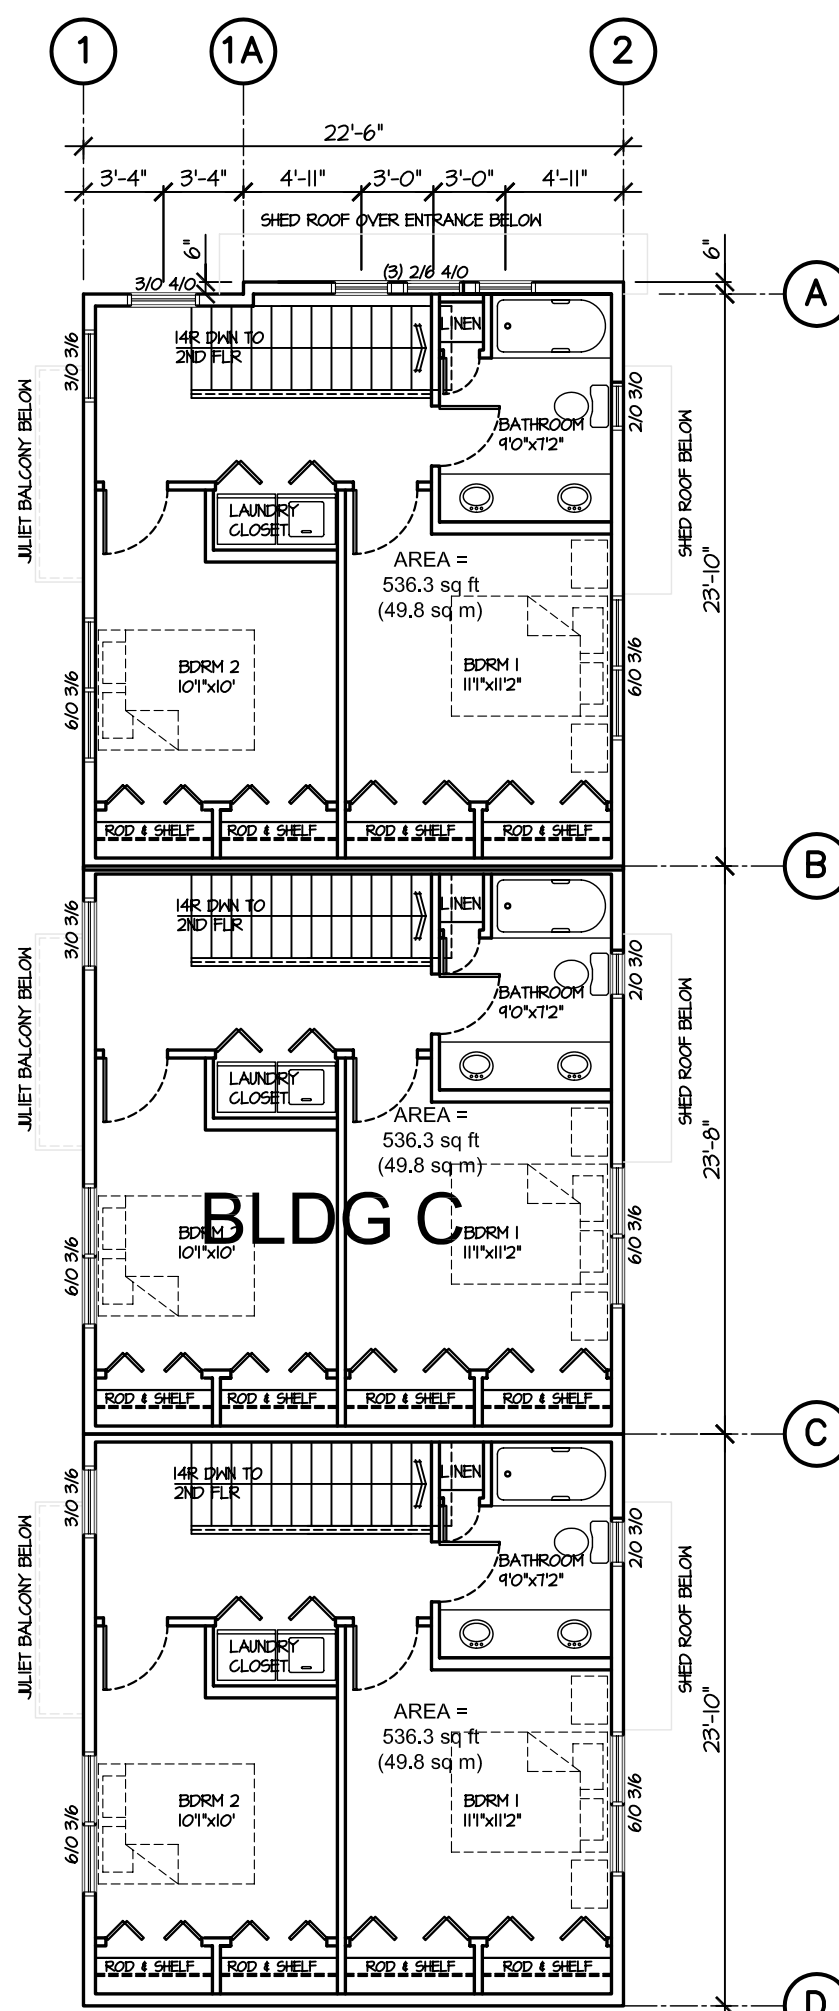 1
1A
2
22'-6"
3'-4"
3'-4"
4'-11"
3'-0"
3'-0"
4'-11"
SHED ROOF OVER ENTRANCE BELOW
6"
6"
3/0 4/0
(3) 2/6 4/0
A
3/0 3/6
14R DWN TO
2ND FLR
LINEN
2/0 3/0
JULIET BALCONY BELOW
BATHROOM
9'0"x7'2"
SHED ROOF BELOW
LAUNDRY
CLOSET
AREA =
536.3 sq ft
(49.8 sq m)
23'-10"
6/0 3/6
BDRM 2
10'1"x10'
BDRM 1
11'1"x11'2"
6/0 3/6
ROD & SHELF
ROD & SHELF
ROD & SHELF
ROD & SHELF
B
3/0 3/6
14R DWN TO
2ND FLR
LINEN
2/0 3/0
JULIET BALCONY BELOW
BATHROOM
9'0"x7'2"
SHED ROOF BELOW
LAUNDRY
CLOSET
AREA =
536.3 sq ft
(49.8 sq m)
23'-8"
BLDG C
6/0 3/6
BDRM 2
10'1"x10'
BDRM 1
11'1"x11'2"
6/0 3/6
ROD & SHELF
ROD & SHELF
ROD & SHELF
ROD & SHELF
C
3/0 3/6
14R DWN TO
2ND FLR
LINEN
2/0 3/0
JULIET BALCONY BELOW
BATHROOM
9'0"x7'2"
SHED ROOF BELOW
LAUNDRY
CLOSET
AREA =
536.3 sq ft
(49.8 sq m)
23'-10"
6/0 3/6
BDRM 2
10'1"x10'
BDRM 1
11'1"x11'2"
6/0 3/6
ROD & SHELF
ROD & SHELF
ROD & SHELF
ROD & SHELF
D